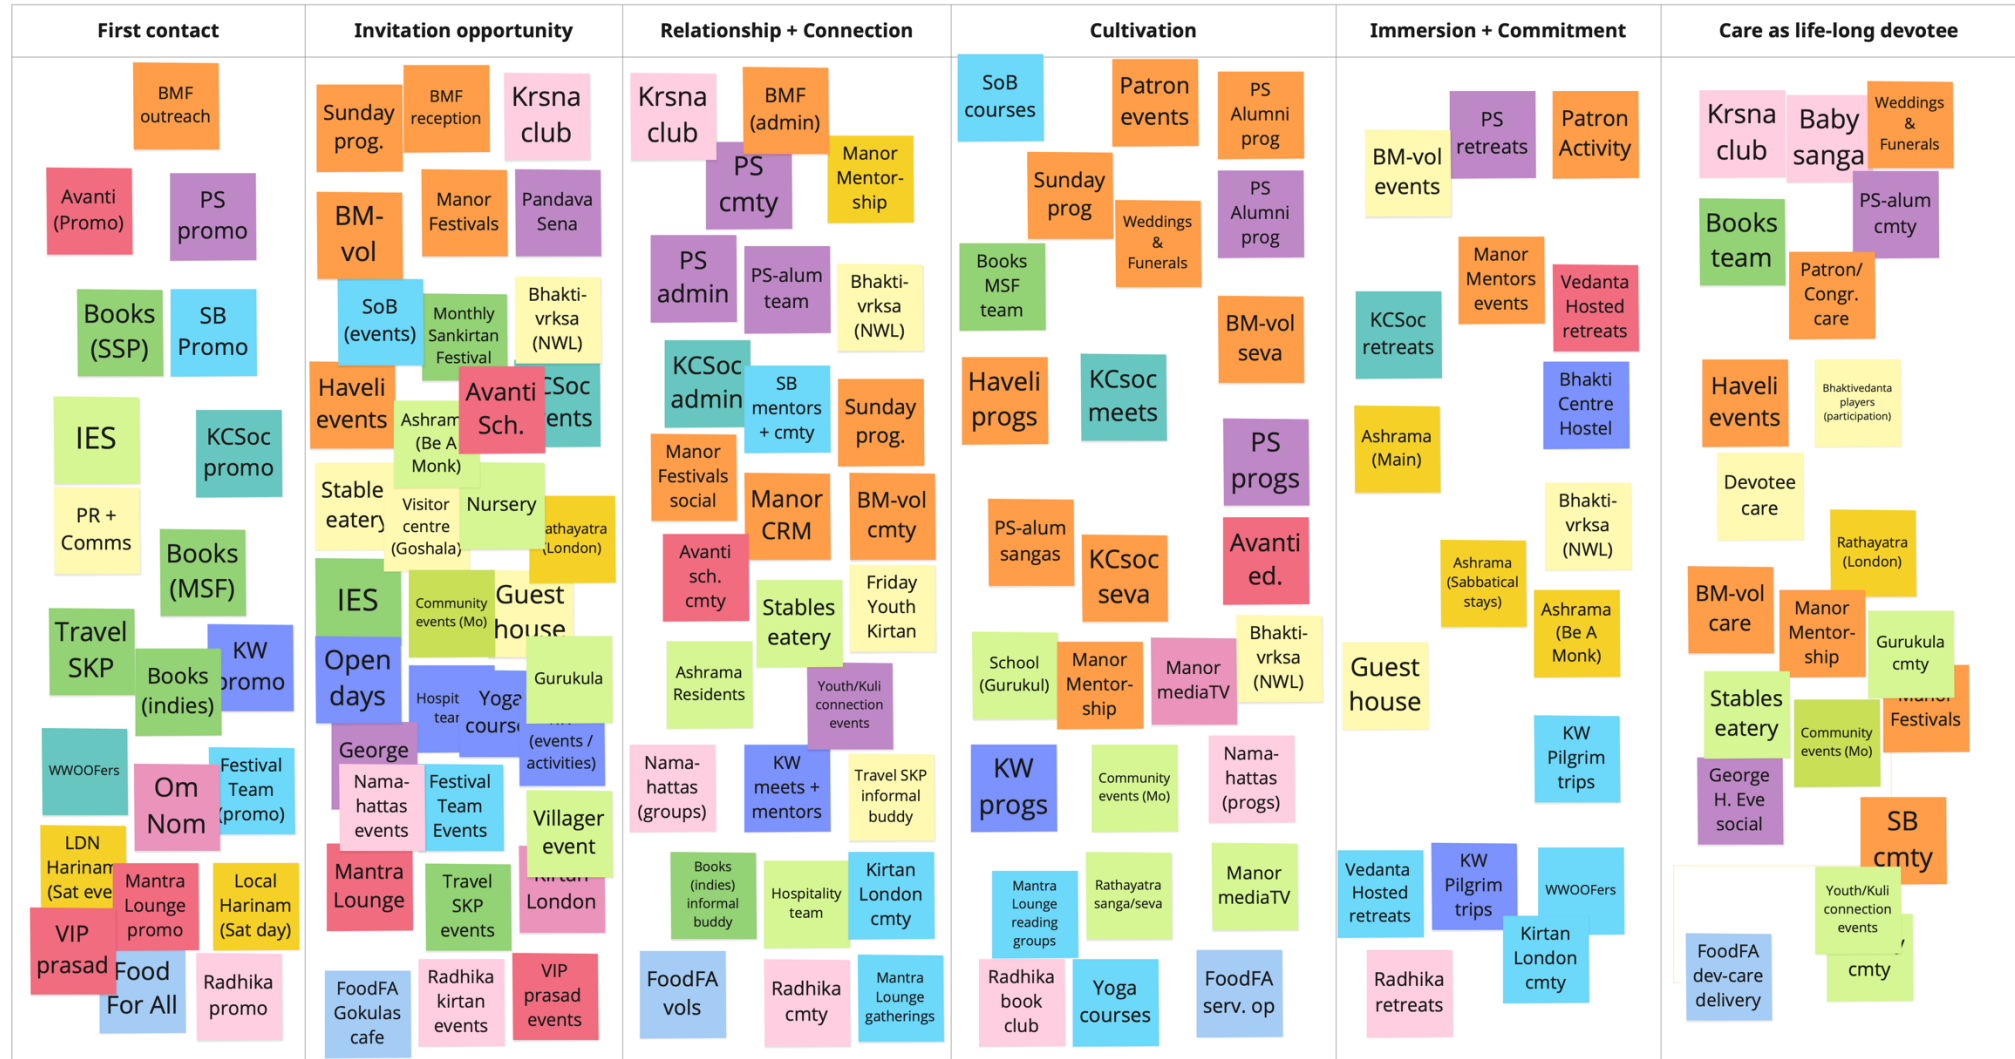 First contact
Invitation opportunity
Relationship + Connection
Cultivation
Immersion + Commitment
Care as life-long devotee
BMF
outreach
Avanti
(Promo)
PS
promo
Books
(SSP)
SB
Promo
IES
KCSoc
promo
PR +
Comms
Books
(MSF)
Travel
SKP
Books
(indies)
KW
promo
WWOOFers
Om
Nom
Festival
Team
(promo)
LDN
Harinam
(Sat eve
Mantra
Lounge
promo
Local
Harinam
(Sat day)
VIP
prasad
Food
For All
Radhika
promo
Sunday
prog.
BMF
reception
Krsna
club
BM-
vol
Manor
Festivals
Pandava
Sena
SoB
(events)
Monthly
Sankirtan
Festival
Bhakti-
vrksa
(NWL)
Haveli
events
Ashram
(Be A
Monk)
Avanti
Sch.
CSoc
ents
Stable
eatery
Visitor
centre
(Goshala)
Nursery
athayatra
(London)
IES
Community
events (Mo)
Guest
house
Open
days
Hospit
tear
Yoga
course
Gurukula
(events /
activities)
George
Nama-
hattas
events
Festival
Team
Events
Villager
event
Mantra
Lounge
Travel
SKP
events
Kirtan
London
FoodFA
Gokulas
cafe
Radhika
kirtan
events
VIP
prasad
events
Krsna
club
BMF
(admin)
PS
cmty
Manor
Mentor-
ship
PS
admin
PS-alum
team
Bhakti-
vrksa
(NWL)
KCSoc
admin
SB
mentors
+ cmty
Sunday
prog.
Manor
Festivals
social
Manor
CRM
BM-vol
cmty
Avanti
sch.
cmty
Stables
eatery
Friday
Youth
Kirtan
Ashrama
Residents
Youth/Kuli
connection
events
Nama-
hattas
(groups)
KW
meets +
mentors
Travel SKP
informal
buddy
Books
(indies)
informal
buddy
Hospitality
team
Kirtan
London
cmty
FoodFA
vols
Radhika
cmty
Mantra
Lounge
gatherings
SoB
courses
Patron
events
PS
Alumni
prog
Sunday
prog
Weddings
&
Funerals
PS
Alumni
prog
Books
MSF
team
BM-vol
seva
Haveli
progs
KCsoc
meets
PS
progs
PS-alum
sangas
KCsoc
seva
Avanti
ed.
School
(Gurukul)
Manor
Mentor-
ship
Manor
mediaTV
Bhakti-
vrksa
(NWL)
KW
progs
Community
events (Mo)
Nama-
hattas
(progs)
Mantra
Lounge
reading
groups
Rathayatra
sanga/seva
Manor
mediaTV
Radhika
book
club
Yoga
courses
FoodFA
serv. op
BM-vol
events
PS
retreats
Patron
Activity
KCSoc
retreats
Manor
Mentors
events
Vedanta
Hosted
retreats
Bhakti
Centre
Hostel
Ashrama
(Main)
Bhakti-
vrksa
(NWL)
Ashrama
(Sabbatical
stays)
Ashrama
(Be A
Monk)
Guest
house
KW
Pilgrim
trips
Vedanta
Hosted
retreats
KW
Pilgrim
trips
WWOOFers
Kirtan
London
cmty
Radhika
retreats
Krsna
club
Baby
sanga
Weddings
&
Funerals
Books
team
PS-alum
cmty
Patron/
Congr.
care
Haveli
events
Bhaktivedanta
players
(participation)
Devotee
care
Rathayatra
(London)
BM-vol
care
Manor
Mentor-
ship
Gurukula
cmty
Stables
eatery
Community
events (Mo)
Manor
Festivals
George
H. Eve
social
SB
cmty
Youth/Kuli
connection
events
cmty
FoodFA
dev-care
delivery